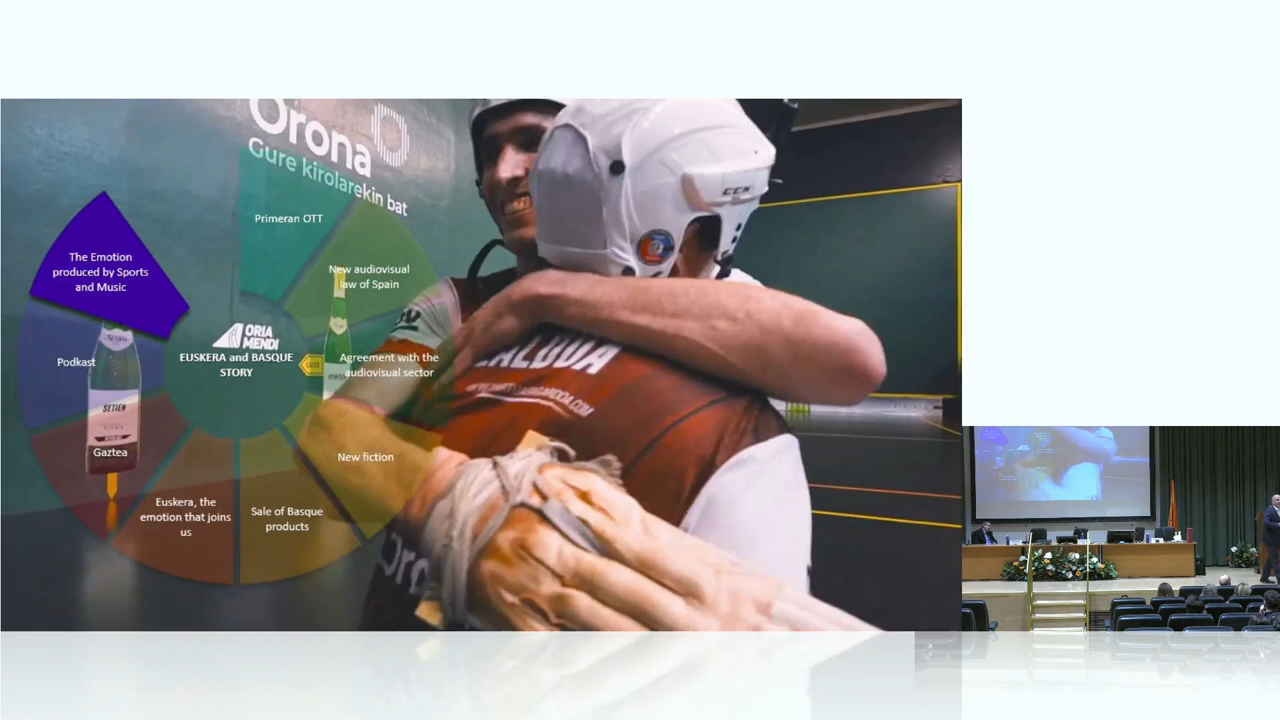 Orona
Gure kirolarekin bat
Primeran OTT
New audiovisual
law of Spain
The Emotion
produced by Sports
and Music
ORIA
MENDI
EUSKERA and BASQUE
STORY
Agreement with the
audiovisual sector
Podkast
SETIEN
Gaztea
New fiction
Euskera, the
emotion that joins
us
Sale of Basque
products
CCM